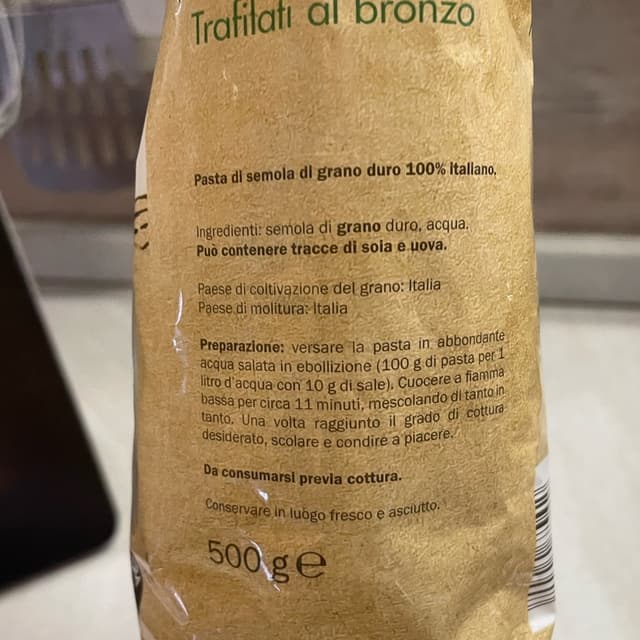 Trafilati al bronzo
Pasta di semola di grano duro 100% italiano.
Ingredienti: semola di grano duro, acqua.
Può contenere tracce di soia e uova.
Paese di coltivazione del grano: Italia
Paese di molitura: Italia
Preparazione: versare la pasta in abbondante
acqua salata in ebollizione (100 g di pasta per 1
litro d'acqua con 10 g di sale). Cuocere a fiamma
bassa per circa 11 minuti, mescolando di tanto in
tanto. Una volta raggiunto il grado di cottura
desiderato, scolare e condire a piacere.
Da consumarsi previa cottura.
Conservare in luogo fresco e asciutto.
500 g e